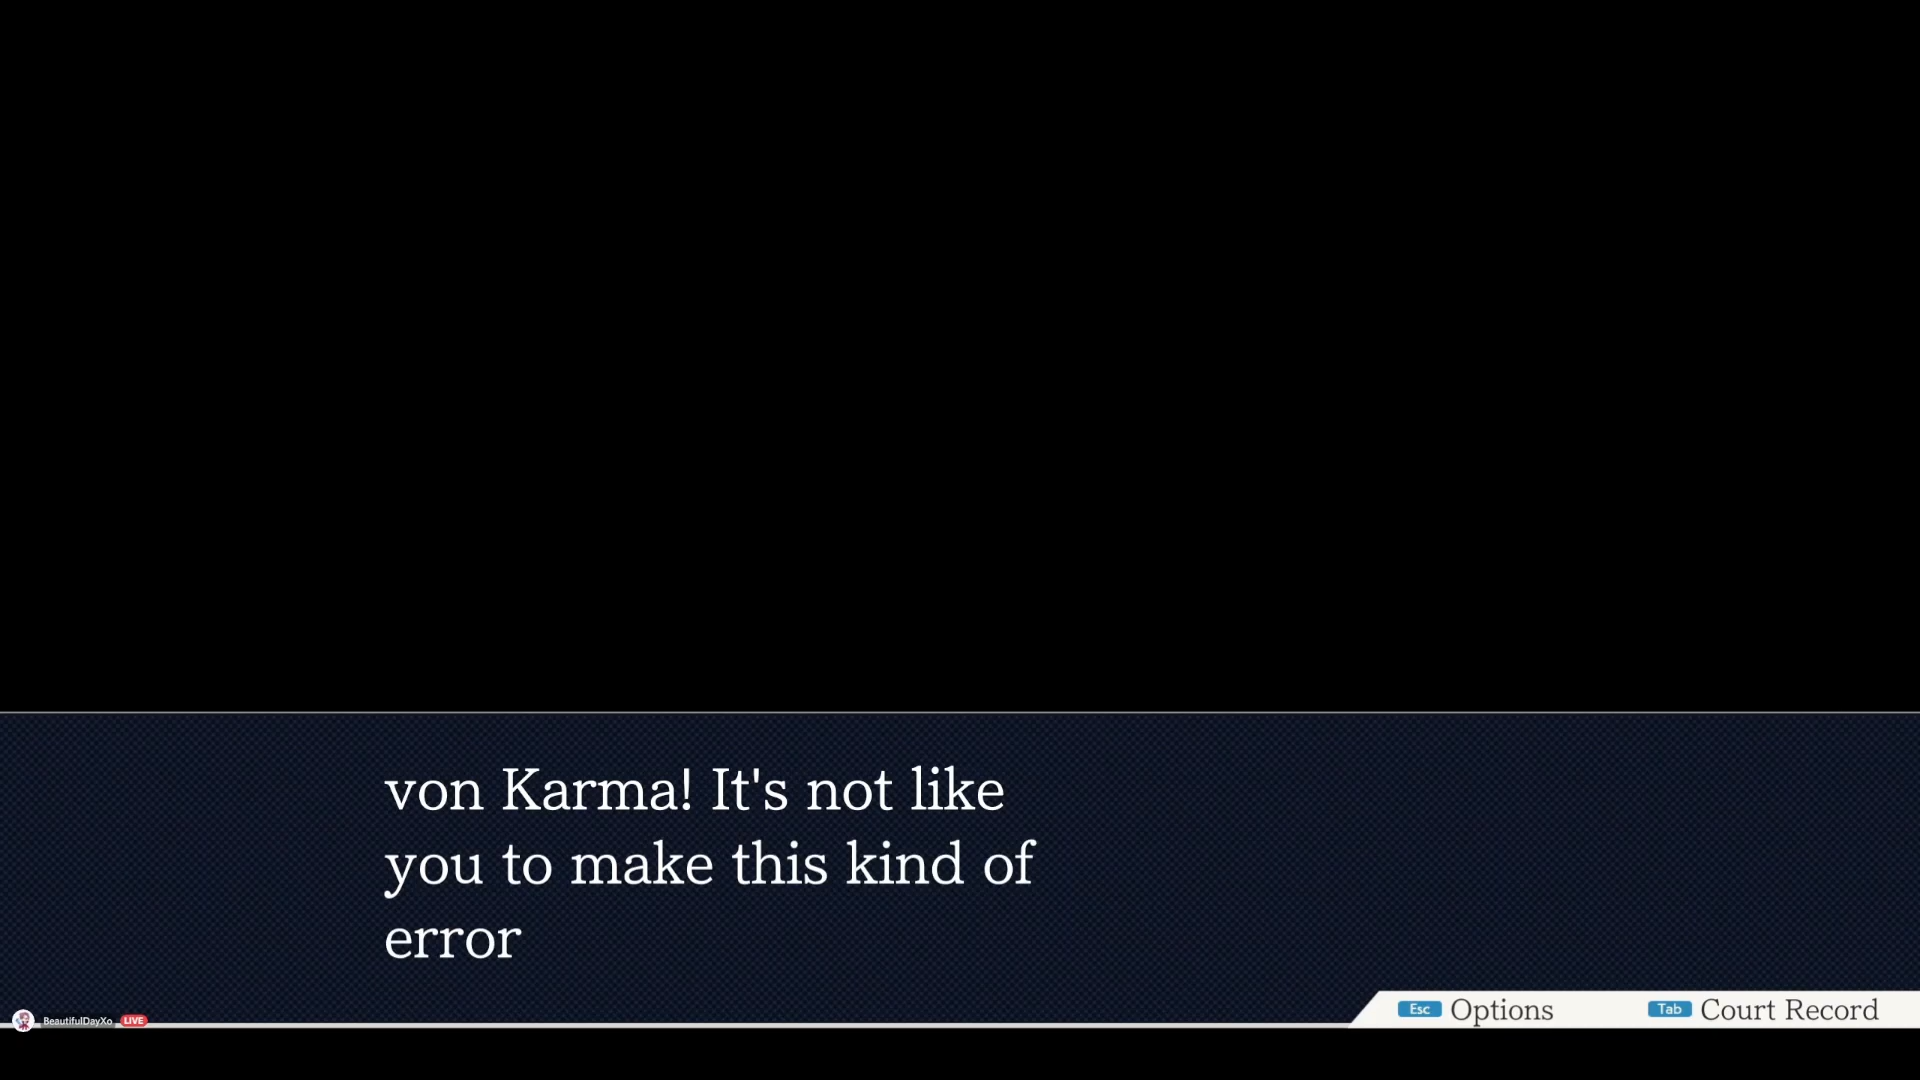 von Karma! It's not like
you to make this kind of
error
Esc Options
Tab Court Record
BeautifulDayXo LIVE